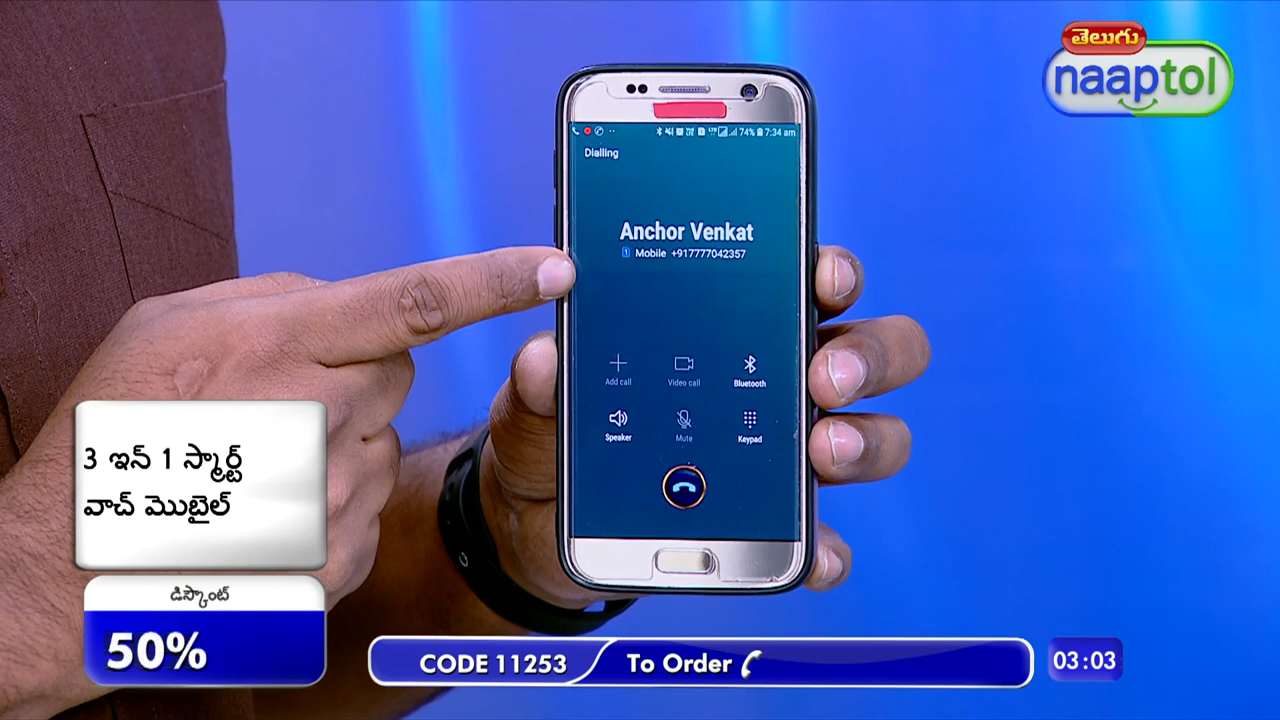 తెలుగు
naaptol
74% 7:34 am
Dialling
Anchor Venkat
1 Mobile +917777042357
Add call Video call Bluetooth
Speaker Mute Keypad
3 ఇన్ 1 స్మార్ట్
వాచ్ మొబైల్
డిస్కౌంట్
50%
CODE 11253 To Order
03:03